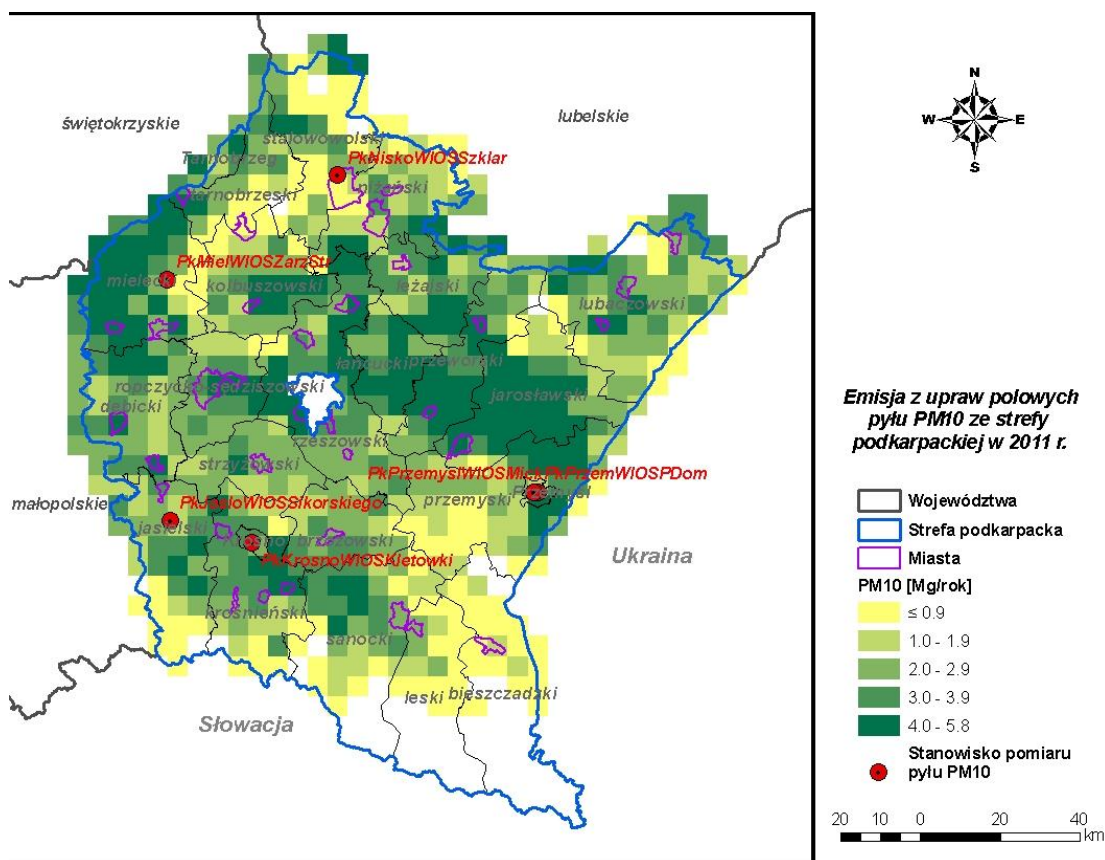 świętokrzyskie
lubelskie
stalowowolski
Tarnobrzeg
PkNiskoWIOSSzklar
tarnobrzeski
niżański
PkMielWIOSZarzStr
mielecki
kolbuszowski
leżajski
lubaczowski
łańcucki
przeworski
ropczycko-sędziszowski
jarosławski
dębicki
rzeszowski
strzyżowski
PkPrzemyslWIOSMick
PkPrzemWIOSPDom
małopolskie
PkJasloWIOSSikorskiego
przemyski
Przemyśl
jasielski
Krosno
brzozowski
PkKrosnoWIOSKletowki
Ukraina
krośnieński
sanocki
leski
bieszczadzki
Słowacja
N
W
E
S
Emisja z upraw polowych
pyłu PM10 ze strefy
podkarpackiej w 2011 r.
Województwa
Strefa podkarpacka
Miasta
PM10 [Mg/rok]
≤ 0.9
1.0 - 1.9
2.0 - 2.9
3.0 - 3.9
4.0 - 5.8
Stanowisko pomiaru
pyłu PM10
20 10 0 20 40
km